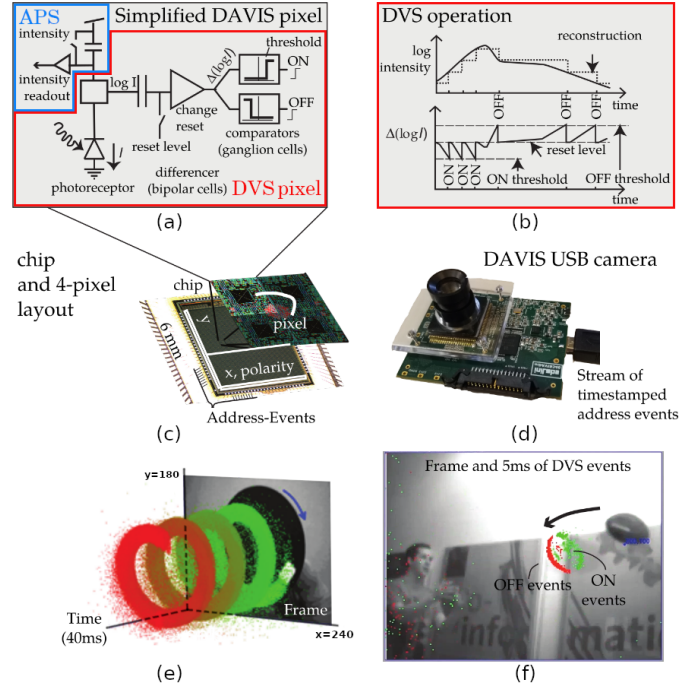 APS
Simplified DAVIS pixel
intensity
intensity
readout
log I
Δ(log I)
threshold
ON
OFF
change
reset
reset level
comparators
(ganglion cells)
I
photoreceptor
differencer
(bipolar cells)
DVS pixel
(a)
DVS operation
log
intensity
reconstruction
OFF
OFF
OFF
time
Δ(log I)
reset level
ON
ON
ON
ON threshold
OFF threshold
time
(b)
chip
and 4-pixel
layout
chip
pixel
y
6 mm
x, polarity
Address-Events
(c)
DAVIS USB camera
Stream of
timestamped
address events
(d)
y=180
Frame
Time
(40ms)
x=240
(e)
Frame and 5ms of DVS events
OFF events
ON
events
infor
matil
(f)